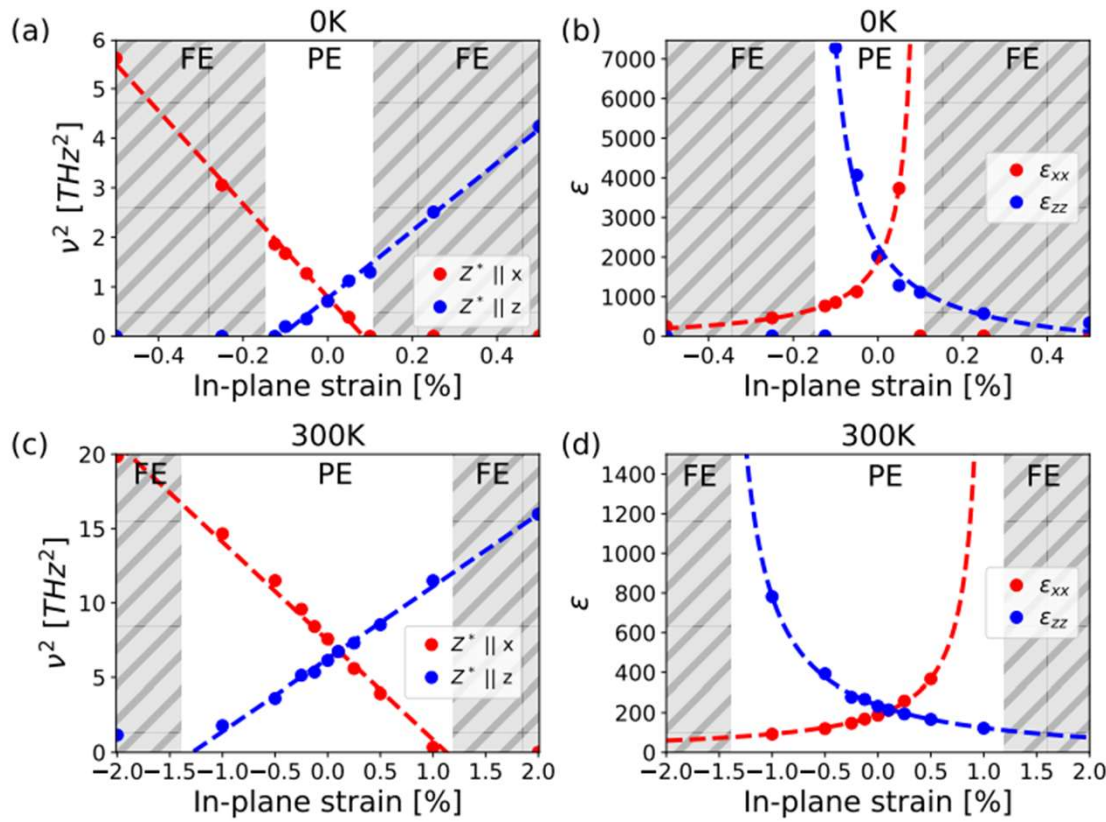 (a) 0K
FE PE FE
ν² [THz²]
6
5
4
3
2
1
0
Z* || x
Z* || z
−0.4 −0.2 0.0 0.2 0.4
In-plane strain [%]
(b) 0K
FE PE FE
ε
7000
6000
5000
4000
3000
2000
1000
0
εxx
εzz
−0.4 −0.2 0.0 0.2 0.4
In-plane strain [%]
(c) 300K
FE PE FE
ν² [THz²]
20
15
10
5
0
Z* || x
Z* || z
−2.0 −1.5 −1.0 −0.5 0.0 0.5 1.0 1.5 2.0
In-plane strain [%]
(d) 300K
FE PE FE
ε
1400
1200
1000
800
600
400
200
0
εxx
εzz
−2.0 −1.5 −1.0 −0.5 0.0 0.5 1.0 1.5 2.0
In-plane strain [%]